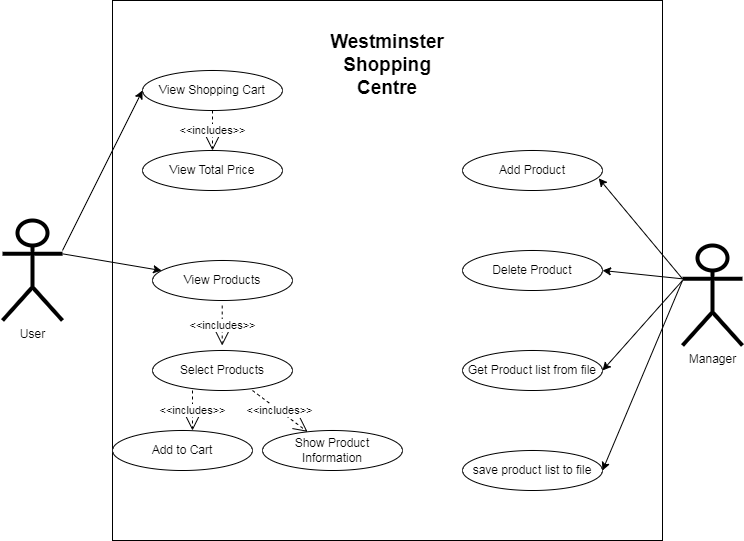 Westminster
Shopping
Centre
View Shopping Cart
<<includes>>
View Total Price
Add Product
View Products
Delete Product
<<includes>>
User
Manager
Select Products
Get Product list from file
<<includes>>
<<includes>>
Add to Cart
Show Product
Information
save product list to file